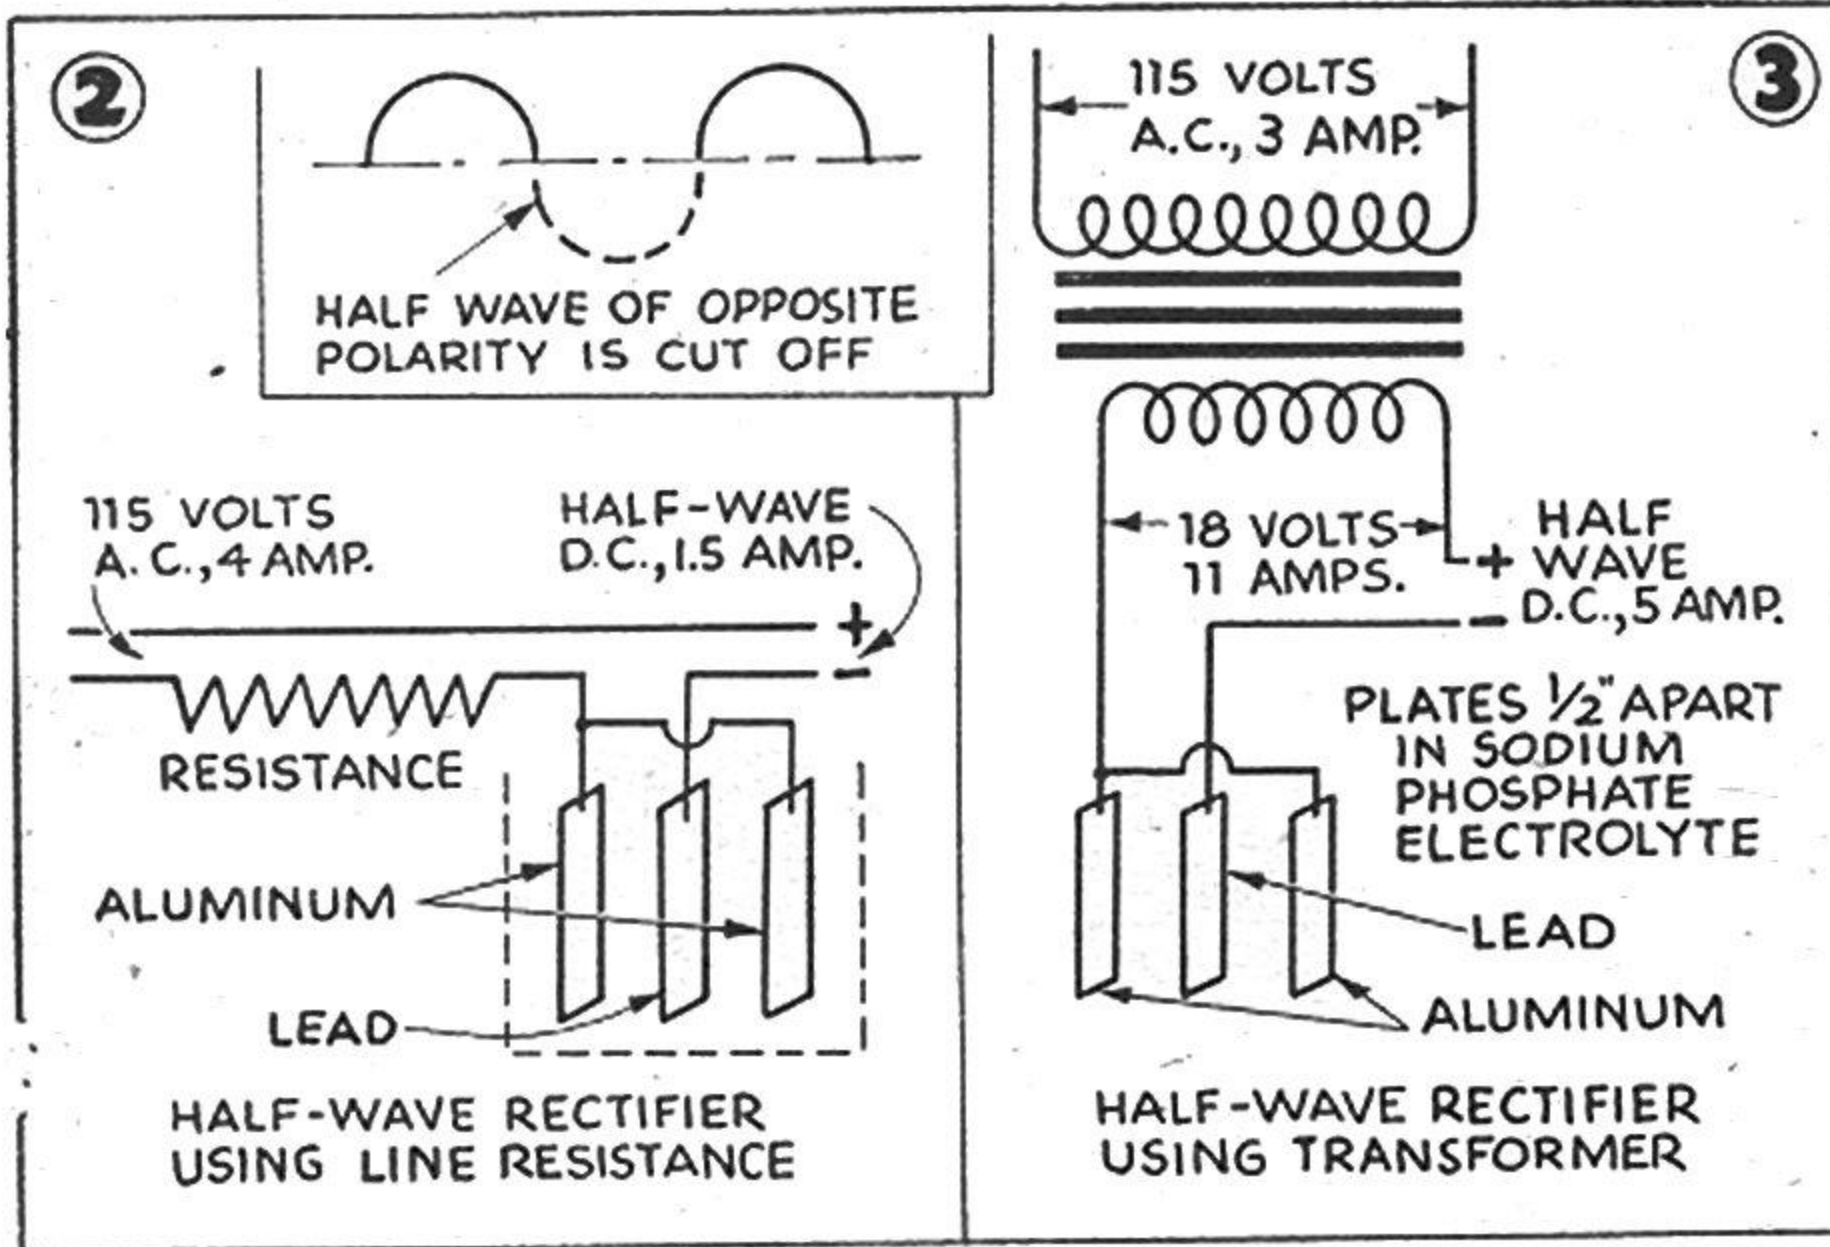 2
HALF WAVE OF OPPOSITE
POLARITY IS CUT OFF
115 VOLTS
A.C., 4 AMP.
HALF-WAVE
D.C., 1.5 AMP.
+
-
RESISTANCE
ALUMINUM
LEAD
HALF-WAVE RECTIFIER
USING LINE RESISTANCE
3
115 VOLTS
A.C., 3 AMP.
18 VOLTS
11 AMPS.
+
-
HALF
WAVE
D.C., 5 AMP.
PLATES 1/2" APART
IN SODIUM
PHOSPHATE
ELECTROLYTE
LEAD
ALUMINUM
HALF-WAVE RECTIFIER
USING TRANSFORMER